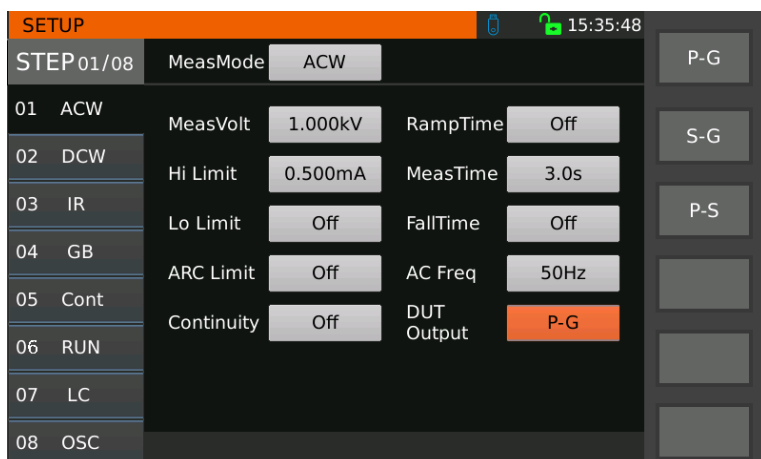 SETUP 15:35:48
STEP 01/08 MeasMode ACW
01 ACW
02 DCW
03 IR
04 GB
05 Cont
06 RUN
07 LC
08 OSC
MeasVolt 1.000kV RampTime Off
Hi Limit 0.500mA MeasTime 3.0s
Lo Limit Off FallTime Off
ARC Limit Off AC Freq 50Hz
Continuity Off DUT Output P-G
P-G
S-G
P-S